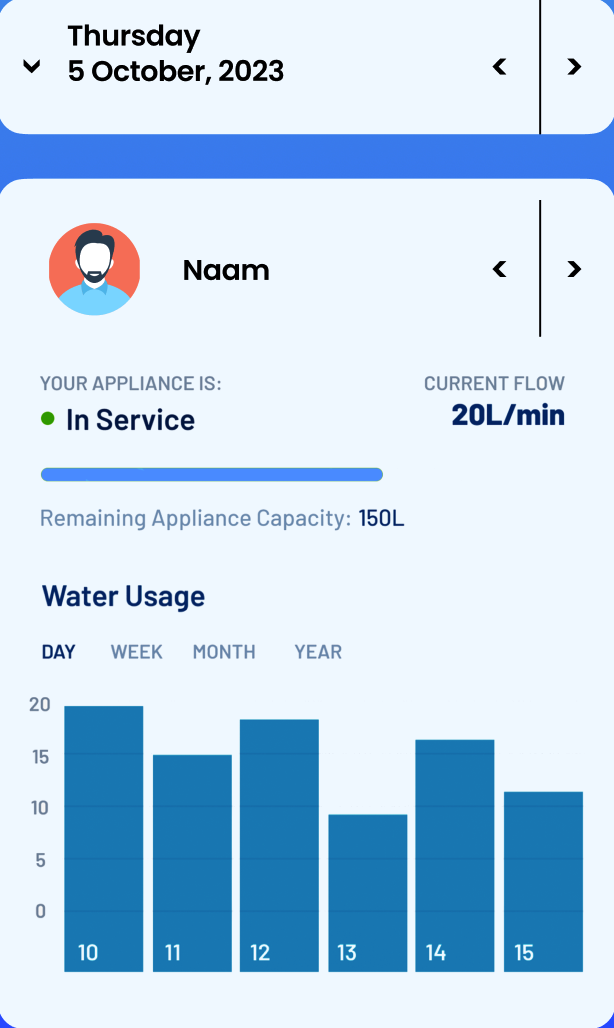 Thursday
5 October, 2023
Naam
YOUR APPLIANCE IS:
In Service
CURRENT FLOW
20L/min
Remaining Appliance Capacity: 150L
Water Usage
DAY WEEK MONTH YEAR
20
15
10
5
0
10 11 12 13 14 15